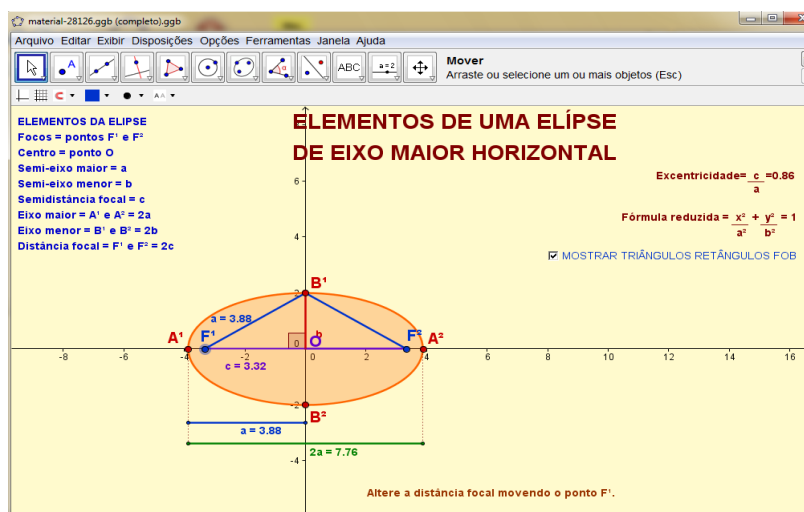 material-28126.ggb (completo).ggb
Arquivo Editar Exibir Disposições Opções Ferramentas Janela Ajuda
ABC
a = 2
Mover
Arraste ou selecione um ou mais objetos (Esc)
AA
ELEMENTOS DA ELIPSE
Focos = pontos F¹ e F²
Centro = ponto O
Semi-eixo maior = a
Semi-eixo menor = b
Semidistância focal = c
Eixo maior = A¹ e A² = 2a
Eixo menor = B¹ e B² = 2b
Distância focal = F¹ e F² = 2c
ELEMENTOS DE UMA ELÍPSE
DE EIXO MAIOR HORIZONTAL
Excentricidade= c/a =0.86
Fórmula reduzida = x²/a² + y²/b² = 1
MOSTRAR TRIÂNGULOS RETÂNGULOS FOB
6
4
2
B¹
a = 3.88
A¹
F¹
b
O
F²
A²
0
-8 -6 -4 -2 0 2 4 6 8 10 12 14 16
c = 3.32
-2
B²
a = 3.88
2a = 7.76
-4
Altere a distância focal movendo o ponto F¹.